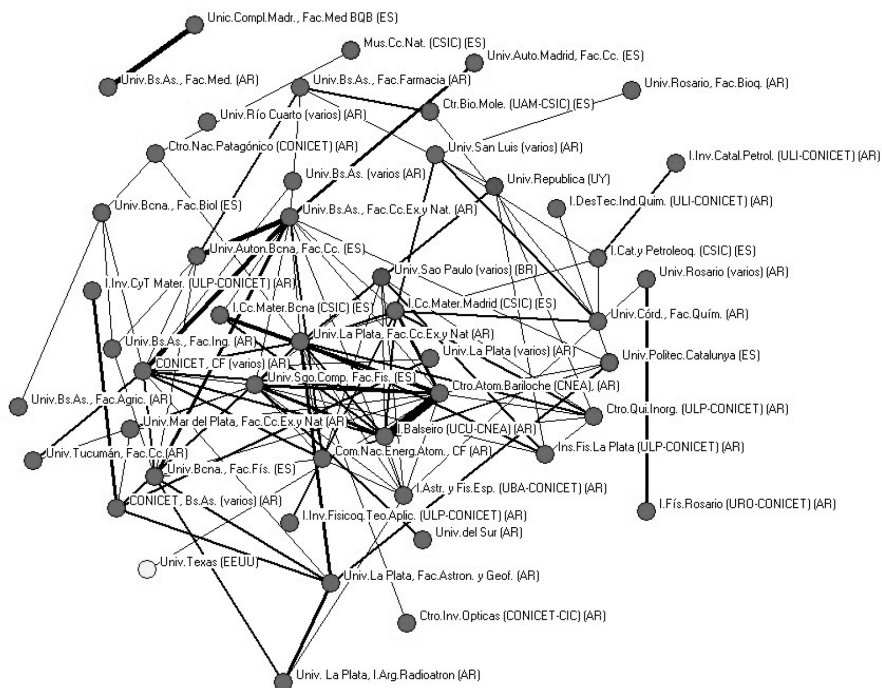 Unic.Compl.Madr., Fac.Med BQB (ES)
Mus.Cc.Nat. (CSIC) (ES)
Univ.Auto.Madrid, Fac.Cc. (ES)
Univ.Bs.As., Fac.Med. (AR)
Univ.Bs.As., Fac.Farmacia (AR)
Univ.Rosario, Fac.Bioq. (AR)
Ctr.Bio.Mole. (UAM-CSIC) (ES)
Univ.Río Cuarto (varios) (AR)
Ctro.Nac.Patagónico (CONICET) (AR)
Univ.San Luis (varios) (AR)
I.Inv.Catal.Petrol. (ULI-CONICET) (AR)
Univ.Bs.As. (varios) (AR)
Univ.Republica (UY)
I.DesTec.Ind.Quim. (ULI-CONICET) (AR)
Univ.Bcna., Fac.Biol (ES)
Univ.Bs.As., Fac.Cc.Ex.y Nat. (AR)
Univ.Auton.Bcna, Fac.Cc. (ES)
I.Cat.y Petroleoq. (CSIC) (ES)
Univ.Sao Paulo (varios) (BR)
Univ.Rosario (varios) (AR)
I.Inv.CyT Mater. (ULP-CONICET) (AR)
I.Cc.Mater.Bcna (CSIC) (ES)
I.Cc.Mater.Madrid (CSIC) (ES)
Univ.Córd., Fac.Quím. (AR)
Univ.Bs.As., Fac.Ing. (AR)
Univ.La Plata, Fac.Cc.Ex.y Nat (AR)
Univ.La Plata (varios) (AR)
Univ.Politec.Catalunya (ES)
CONICET, CF (varios) (AR)
Univ.Sgo.Comp. Fac.Fis. (ES)
Ctro.Atom.Bariloche (CNEA), (AR)
Univ.Bs.As., Fac.Agric. (AR)
Ctro.Qui.Inorg. (ULP-CONICET) (AR)
Univ.Mar del Plata, Fac.Cc.Ex.y Nat (AR)
I.Balseiro (UCU-CNEA) (AR)
Univ.Tucumán, Fac.Cc.(AR)
Com.Nac.Energ.Atom., CF (AR)
Ins.Fis.La Plata (ULP-CONICET) (AR)
Univ.Bcna., Fac.Fís. (ES)
I.Astr. y Fis.Esp. (UBA-CONICET) (AR)
CONICET, Bs.As. (varios) (AR)
I.Inv.Fisicoq.Teo.Aplic. (ULP-CONICET) (AR)
I.Fís.Rosario (URO-CONICET) (AR)
Univ.del Sur (AR)
Univ.Texas (EEUU)
Univ.La Plata, Fac.Astron. y Geof. (AR)
Ctro.Inv.Opticas (CONICET-CIC) (AR)
Univ. La Plata, I.Arg.Radioatron (AR)